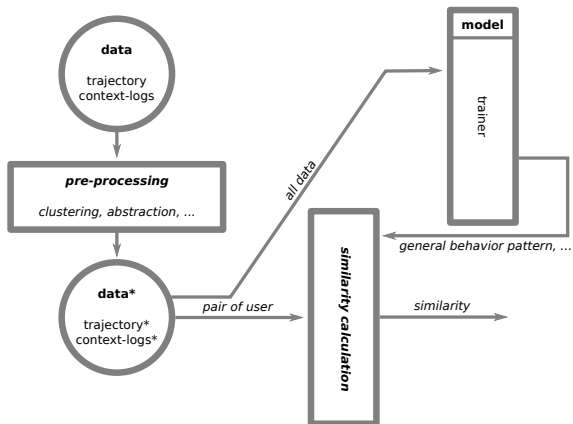 data
trajectory
context-logs
pre-processing
clustering, abstraction, ...
data*
trajectory*
context-logs*
all data
pair of user
model
trainer
general behavior pattern, ...
similarity calculation
similarity